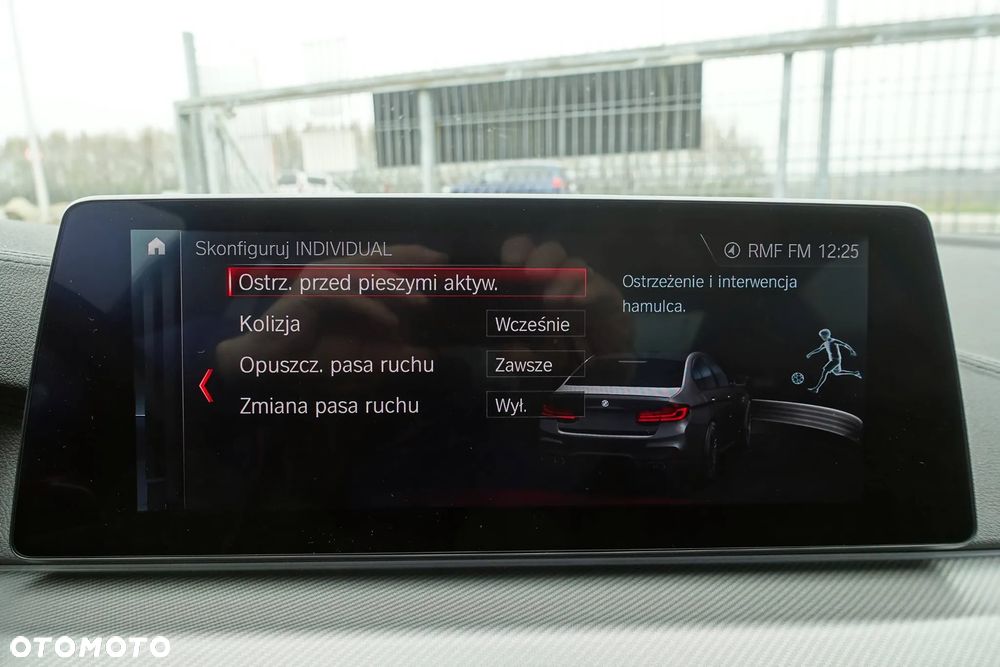 Skonfiguruj INDIVIDUAL
RMF FM 12:25
Ostrz. przed pieszymi aktyw.
Kolizja Wcześnie
Opuszcz. pasa ruchu Zawsze
Zmiana pasa ruchu Wył.
Ostrzeżenie i interwencja
hamulca.
OTOMOTO